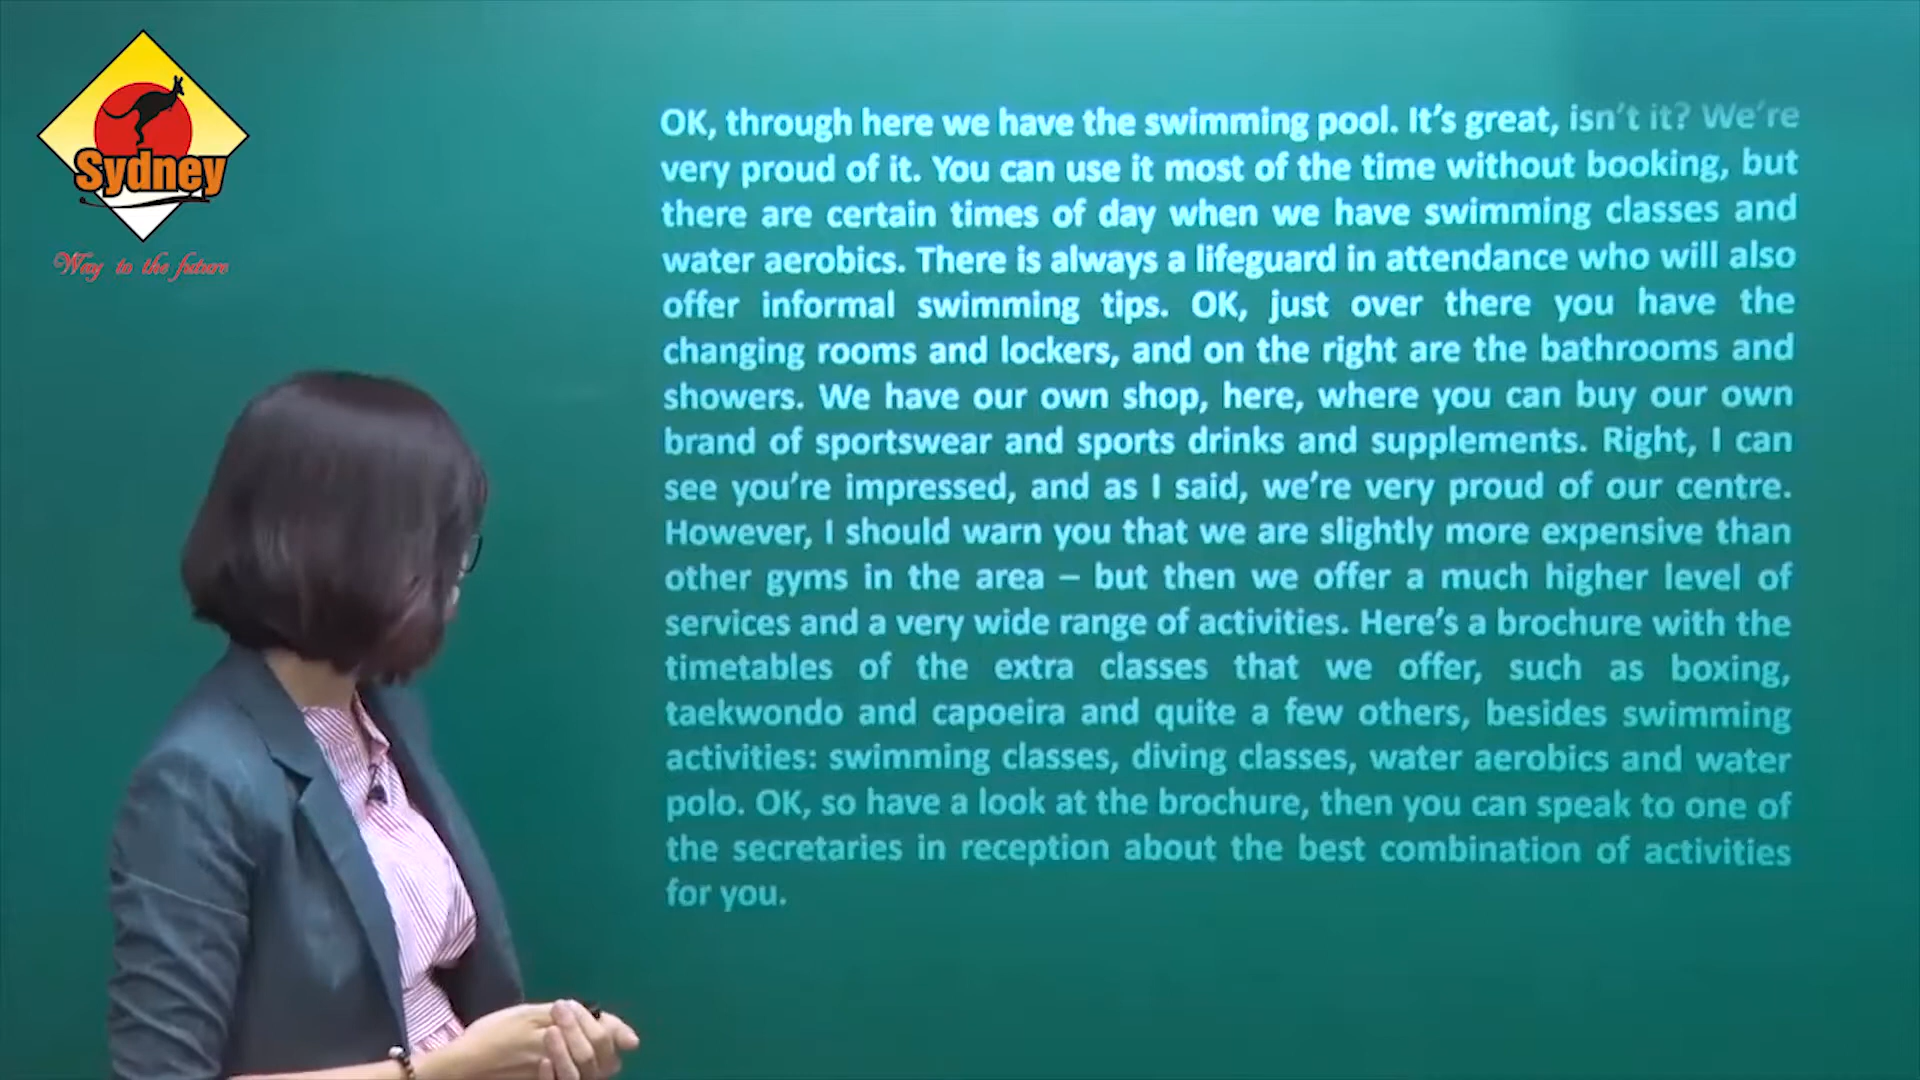 Sydney
Way to the future
OK, through here we have the swimming pool. It's great, isn't it? We're
very proud of it. You can use it most of the time without booking, but
there are certain times of day when we have swimming classes and
water aerobics. There is always a lifeguard in attendance who will also
offer informal swimming tips. OK, just over there you have the
changing rooms and lockers, and on the right are the bathrooms and
showers. We have our own shop, here, where you can buy our own
brand of sportswear and sports drinks and supplements. Right, I can
see you're impressed, and as I said, we're very proud of our centre.
However, I should warn you that we are slightly more expensive than
other gyms in the area – but then we offer a much higher level of
services and a very wide range of activities. Here's a brochure with the
timetables of the extra classes that we offer, such as boxing,
taekwondo and capoeira and quite a few others, besides swimming
activities: swimming classes, diving classes, water aerobics and water
polo. OK, so have a look at the brochure, then you can speak to one of
the secretaries in reception about the best combination of activities
for you.